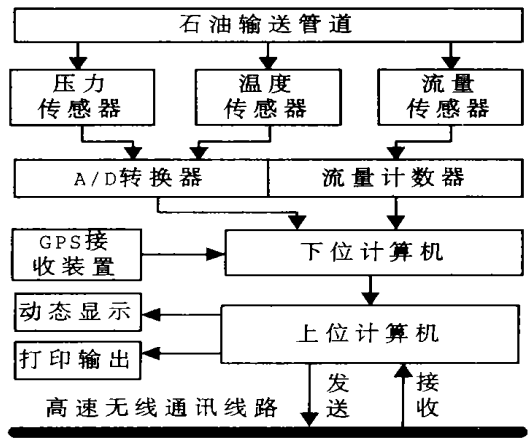 石油输送管道
压力
传感器
温度
传感器
流量
传感器
A/D转换器
流量计数器
GPS接
收装置
下位计算机
动态显示
上位计算机
打印输出
发
送
接
收
高速无线通讯线路